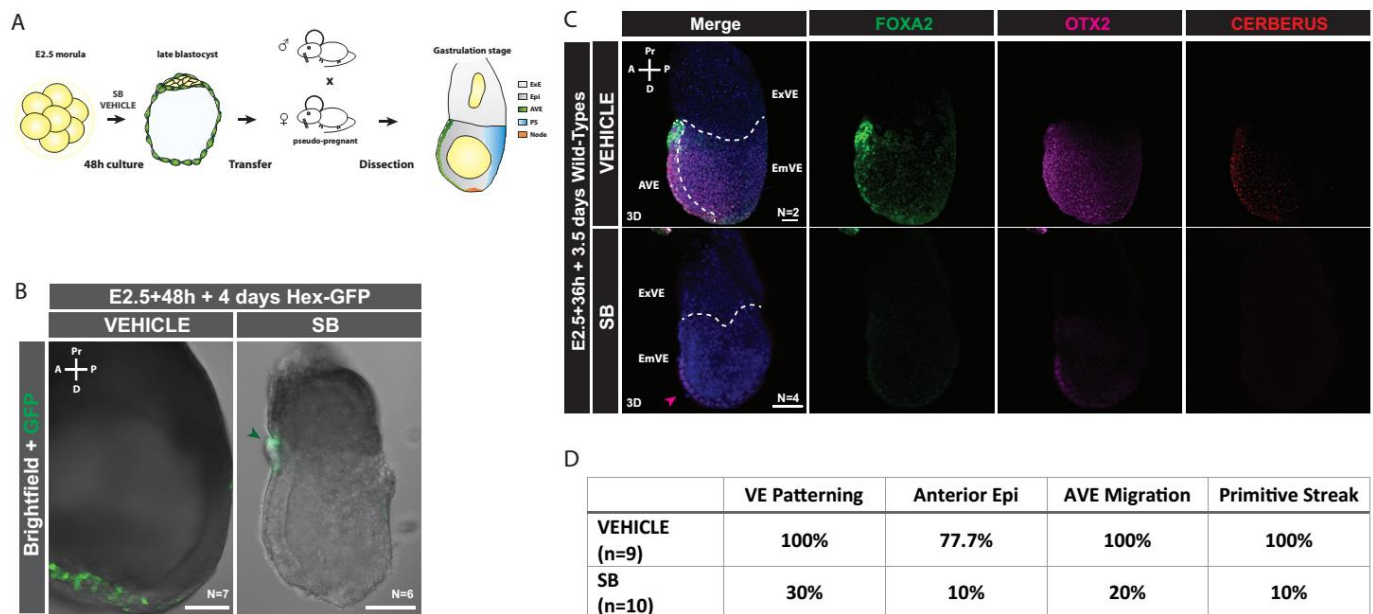 A
E2.5 morula
SB
VEHICLE
48h culture
late blastocyst
Transfer
♂
x
♀
pseudo-pregnant
Dissection
Gastrulation stage
ExE
Epi
AVE
PS
Node
B
E2.5+48h + 4 days Hex-GFP
VEHICLE
SB
Brightfield + GFP
Pr
A P
D
N=7
N=6
C
Merge
FOXA2
OTX2
CERBERUS
E2.5+36h + 3.5 days Wild-Types
VEHICLE
Pr
A P
D
ExVE
EmVE
AVE
3D
N=2
SB
ExVE
EmVE
3D
N=4
D
VE Patterning Anterior Epi AVE Migration Primitive Streak
VEHICLE
(n=9)
100% 77.7% 100% 100%
SB
(n=10)
30% 10% 20% 10%